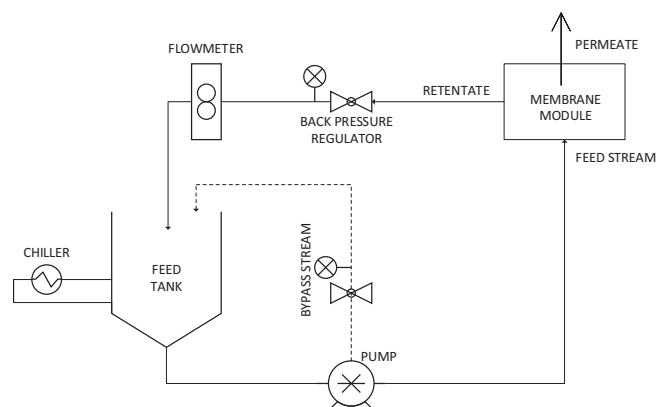 FLOWMETER
PERMEATE
RETENTATE
MEMBRANE
MODULE
BACK PRESSURE
REGULATOR
FEED STREAM
CHILLER
FEED
TANK
BYPASS STREAM
PUMP